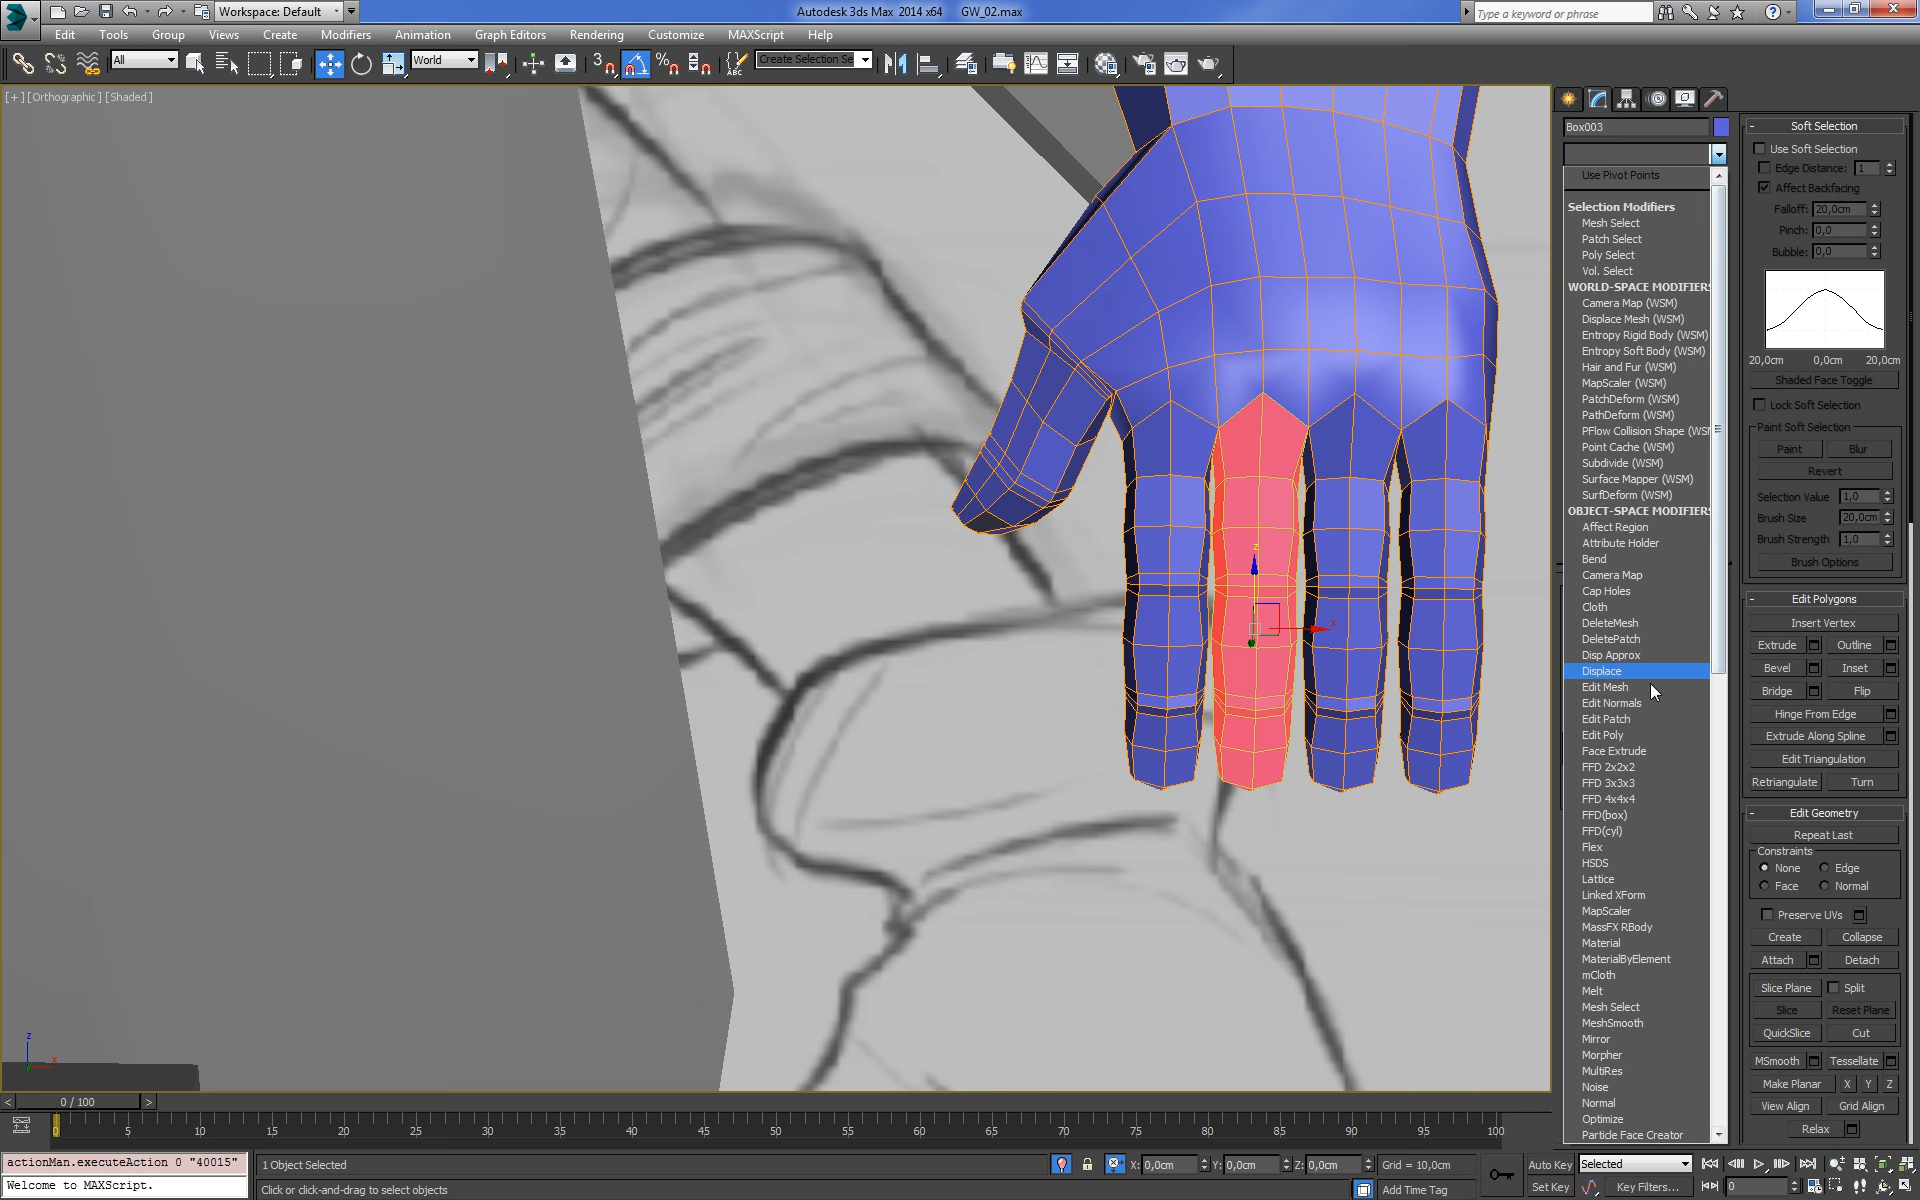 Workspace: Default
Autodesk 3ds Max 2014 x64 GW_02.max
Type a keyword or phrase
Edit Tools Group Views Create Modifiers Animation Graph Editors Rendering Customize MAXScript Help
All
World
Create Selection Se
[+] [Orthographic] [Shaded]
Box003
Use Pivot Points
Selection Modifiers
Mesh Select
Patch Select
Poly Select
Vol. Select
WORLD-SPACE MODIFIERS
Camera Map (WSM)
Displace Mesh (WSM)
Entropy Rigid Body (WSM)
Entropy Soft Body (WSM)
Hair and Fur (WSM)
MapScaler (WSM)
PatchDeform (WSM)
PathDeform (WSM)
PFlow Collision Shape (WS
Point Cache (WSM)
Subdivide (WSM)
Surface Mapper (WSM)
SurfDeform (WSM)
OBJECT-SPACE MODIFIERS
Affect Region
Attribute Holder
Bend
Camera Map
Cap Holes
Cloth
DeleteMesh
DeletePatch
Disp Approx
Displace
Edit Mesh
Edit Normals
Edit Patch
Edit Poly
Face Extrude
FFD 2x2x2
FFD 3x3x3
FFD 4x4x4
FFD(box)
FFD(cyl)
Flex
HSDS
Lattice
Linked XForm
MapScaler
MassFX RBody
Material
MaterialByElement
mCloth
Melt
Mesh Select
MeshSmooth
Mirror
Morpher
MultiRes
Noise
Normal
Optimize
Particle Face Creator
- Soft Selection
Use Soft Selection
Edge Distance: 1
Affect Backfacing
Falloff: 20,0cm
Pinch: 0,0
Bubble: 0,0
20,0cm 0,0cm 20,0cm
Shaded Face Toggle
Lock Soft Selection
Paint Soft Selection
Paint Blur
Revert
Selection Value 1,0
Brush Size 20,0cm
Brush Strength 1,0
Brush Options
- Edit Polygons
Insert Vertex
Extrude Outline
Bevel Inset
Bridge Flip
Hinge From Edge
Extrude Along Spline
Edit Triangulation
Retriangulate Turn
- Edit Geometry
Repeat Last
Constraints
None Edge
Face Normal
Preserve UVs
Create Collapse
Attach Detach
Slice Plane Split
Slice Reset Plane
QuickSlice Cut
MSmooth Tessellate
Make Planar X Y Z
View Align Grid Align
Relax
z
x
z
x
< 0 / 100 >
0 5 10 15 20 25 30 35 40 45 50 55 60 65 70 75 80 85 90 95 100
actionMan.executeAction 0 "40015"
Welcome to MAXScript.
1 Object Selected
Click or click-and-drag to select objects
X: 0,0cm Y: 0,0cm Z: 0,0cm Grid = 10,0cm
Add Time Tag
Auto Key Selected
Set Key Key Filters...
0